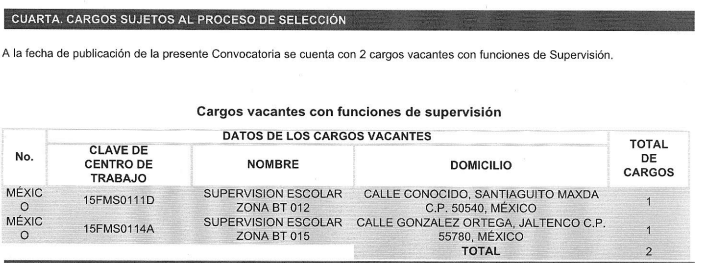 CUARTA. CARGOS SUJETOS AL PROCESO DE SELECCIÓN
A la fecha de publicación de la presente Convocatoria se cuenta con 2 cargos vacantes con funciones de Supervisión.
Cargos vacantes con funciones de supervisión
DATOS DE LOS CARGOS VACANTES
No.
CLAVE DE
CENTRO DE
TRABAJO
NOMBRE
DOMICILIO
TOTAL
DE
CARGOS
MÉXIC
O
15FMS0111D
SUPERVISION ESCOLAR
ZONA BT 012
CALLE CONOCIDO, SANTIAGUITO MAXDA
C.P. 50540, MÉXICO
1
MÉXIC
O
15FMS0114A
SUPERVISION ESCOLAR
ZONA BT 015
CALLE GONZALEZ ORTEGA, JALTENCO C.P.
55780, MÉXICO
1
TOTAL
2